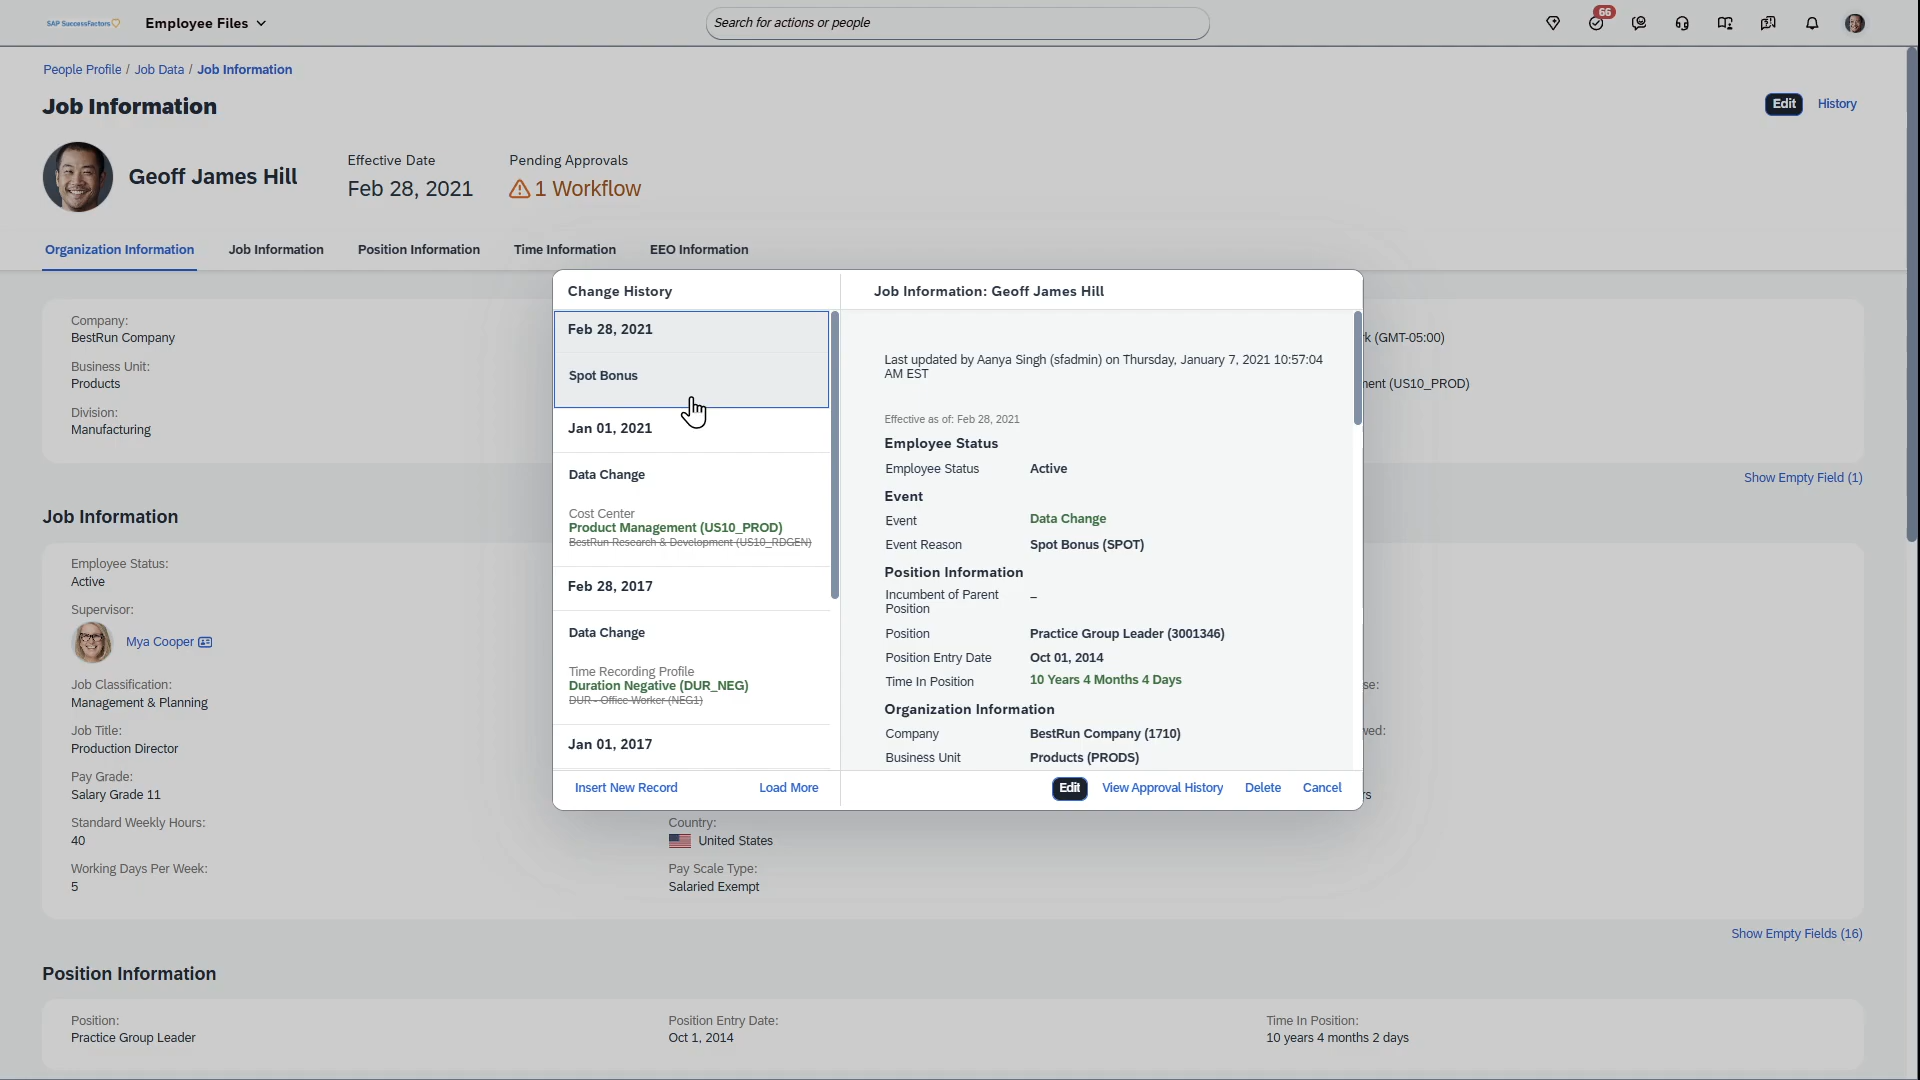 SAP SuccessFactors
Employee Files
Search for actions or people
66
People Profile / Job Data / Job Information
Job Information
Edit
History
Geoff James Hill
Effective Date
Feb 28, 2021
Pending Approvals
1 Workflow
Organization Information
Job Information
Position Information
Time Information
EEO Information
Company:
BestRun Company
Business Unit:
Products
Division:
Manufacturing
k (GMT-05:00)
ent (US10_PROD)
Show Empty Field (1)
Change History
Feb 28, 2021
Spot Bonus
Jan 01, 2021
Data Change
Cost Center
Product Management (US10_PROD)
BestRun Research & Development (US10_RDGEN)
Feb 28, 2017
Data Change
Time Recording Profile
Duration Negative (DUR_NEG)
DUR - Office Worker (NEG1)
Jan 01, 2017
Insert New Record
Load More
Job Information: Geoff James Hill
Last updated by Aanya Singh (sfadmin) on Thursday, January 7, 2021 10:57:04
AM EST
Effective as of: Feb 28, 2021
Employee Status
Employee Status Active
Event
Event Data Change
Event Reason Spot Bonus (SPOT)
Position Information
Incumbent of Parent
Position
–
Position Practice Group Leader (3001346)
Position Entry Date Oct 01, 2014
Time In Position 10 Years 4 Months 4 Days
Organization Information
Company BestRun Company (1710)
Business Unit Products (PRODS)
Edit
View Approval History
Delete
Cancel
Job Information
Employee Status:
Active
Supervisor:
Mya Cooper
Job Classification:
Management & Planning
Job Title:
Production Director
Pay Grade:
Salary Grade 11
Standard Weekly Hours:
40
Working Days Per Week:
5
Country:
United States
Pay Scale Type:
Salaried Exempt
se:
wed:
rs
Show Empty Fields (16)
Position Information
Position:
Practice Group Leader
Position Entry Date:
Oct 1, 2014
Time In Position:
10 years 4 months 2 days